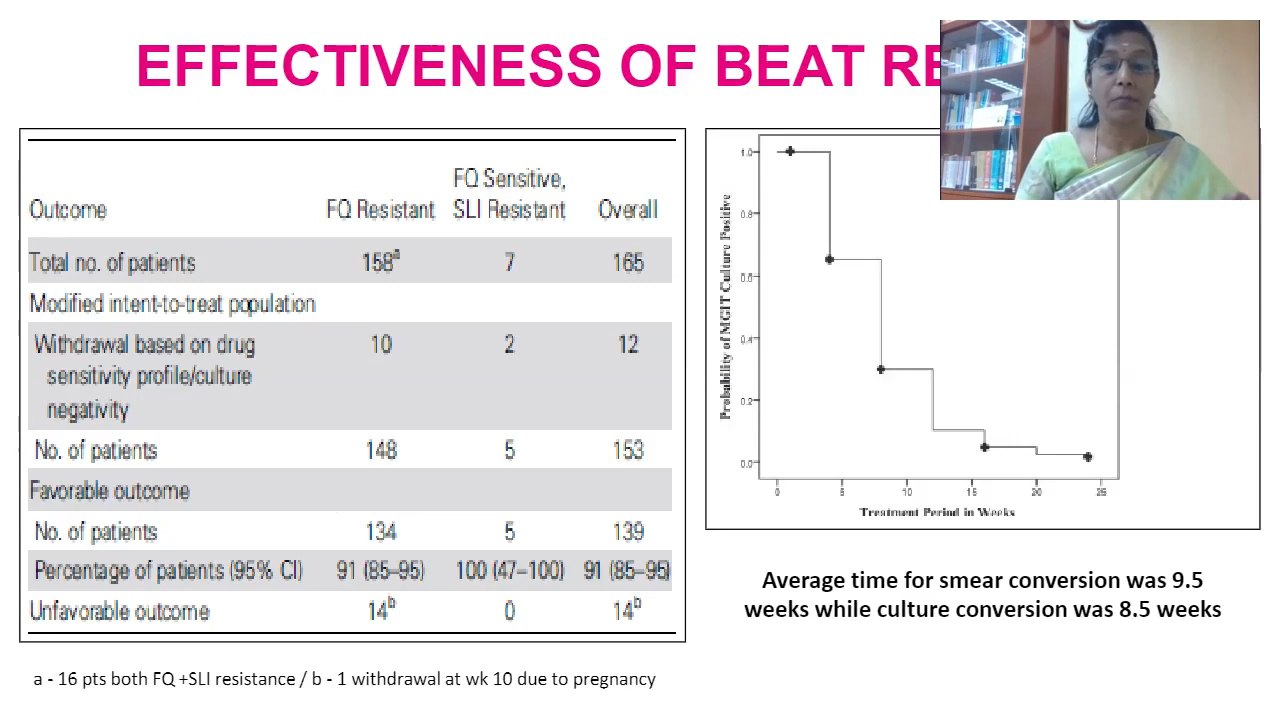 EFFECTIVENESS OF BEAT
Outcome FQ Resistant FQ Sensitive, SLI Resistant Overall
Total no. of patients 158a 7 165
Modified intent-to-treat population
Withdrawal based on drug 10 2 12
sensitivity profile/culture
negativity
No. of patients 148 5 153
Favorable outcome
No. of patients 134 5 139
Percentage of patients (95% CI) 91 (85–95) 100 (47–100) 91 (85–95)
Unfavorable outcome 14b 0 14b
a - 16 pts both FQ +SLI resistance / b - 1 withdrawal at wk 10 due to pregnancy
Probability of MGIT Culture Positive
1.0
0.8
0.6
0.4
0.2
0.0
0 5 10 15 20 25
Treatment Period in Weeks
Average time for smear conversion was 9.5
weeks while culture conversion was 8.5 weeks